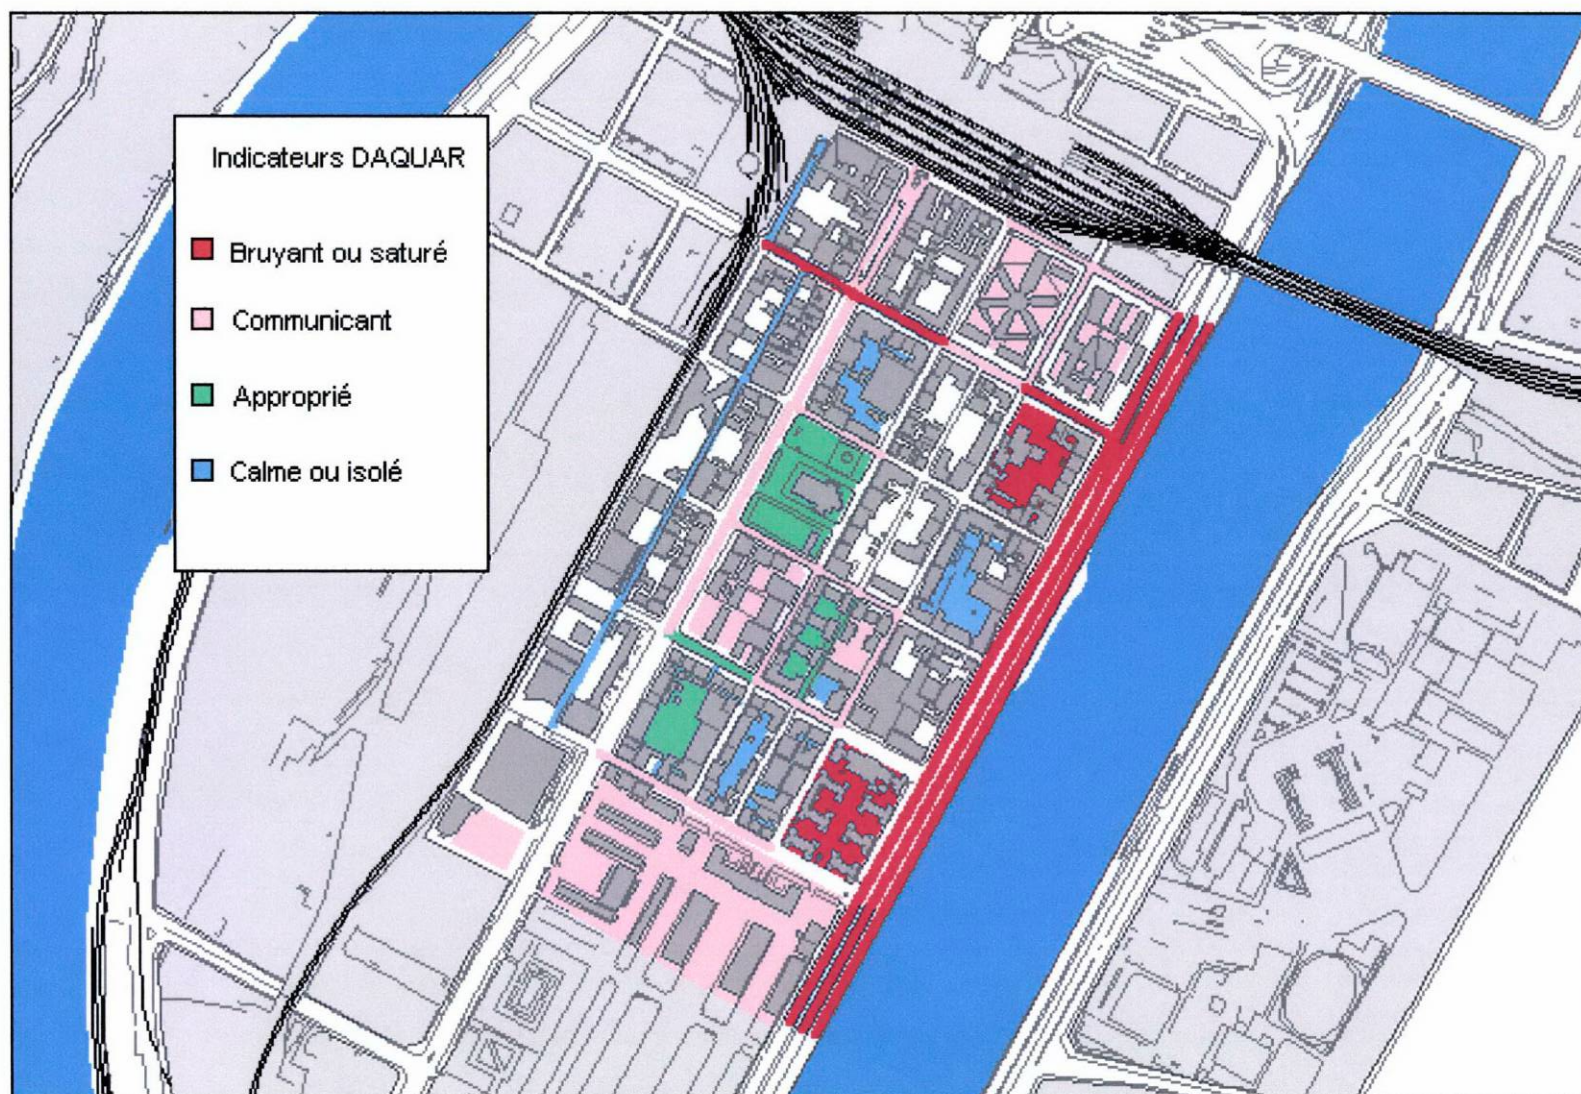 Indicateurs DAQUAR
Bruyant ou saturé
Communicant
Approprié
Calme ou isolé